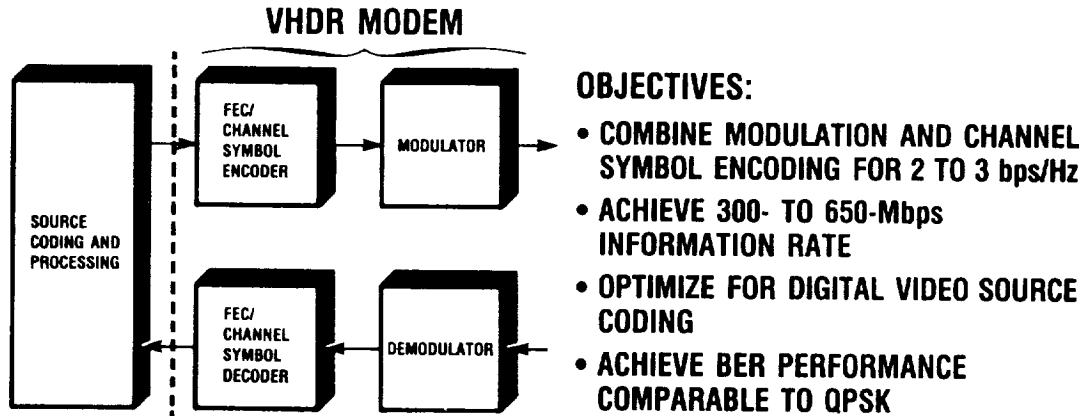 VHDR MODEM
SOURCE
CODING AND
PROCESSING
FEC/
CHANNEL
SYMBOL
ENCODER
MODULATOR
FEC/
CHANNEL
SYMBOL
DECODER
DEMODULATOR
OBJECTIVES:
• COMBINE MODULATION AND CHANNEL
SYMBOL ENCODING FOR 2 TO 3 bps/Hz
• ACHIEVE 300- TO 650-Mbps
INFORMATION RATE
• OPTIMIZE FOR DIGITAL VIDEO SOURCE
CODING
• ACHIEVE BER PERFORMANCE
COMPARABLE TO QPSK